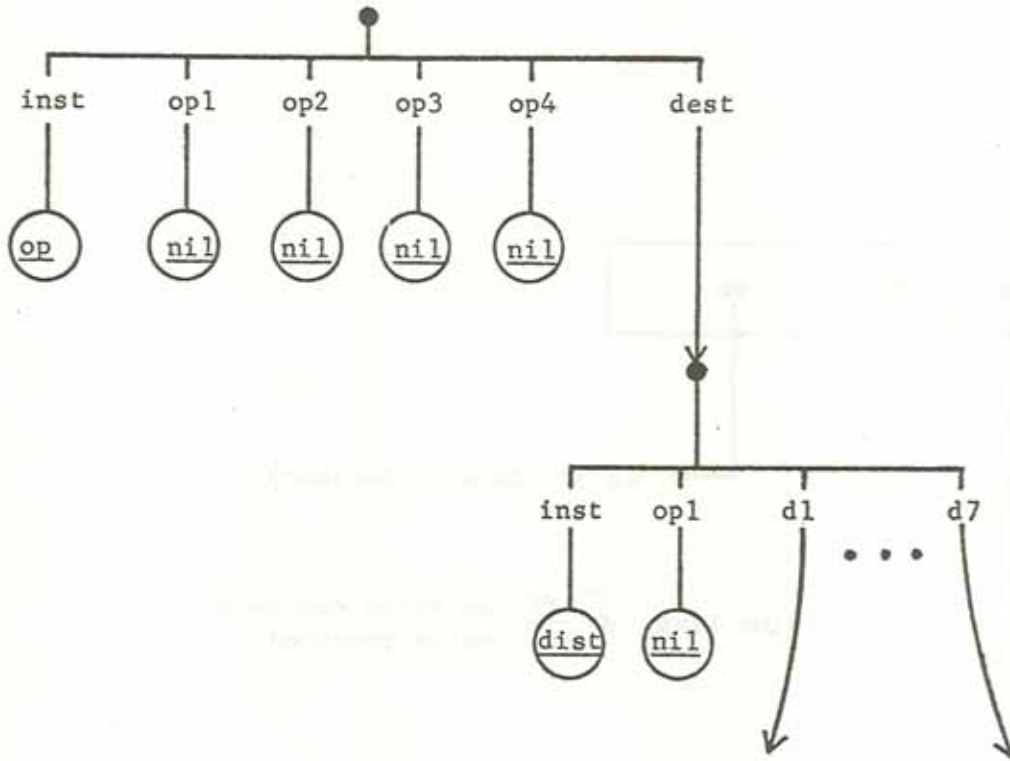 inst op1 op2 op3 op4 dest
op nil nil nil nil
inst op1 d1 d7
dist nil